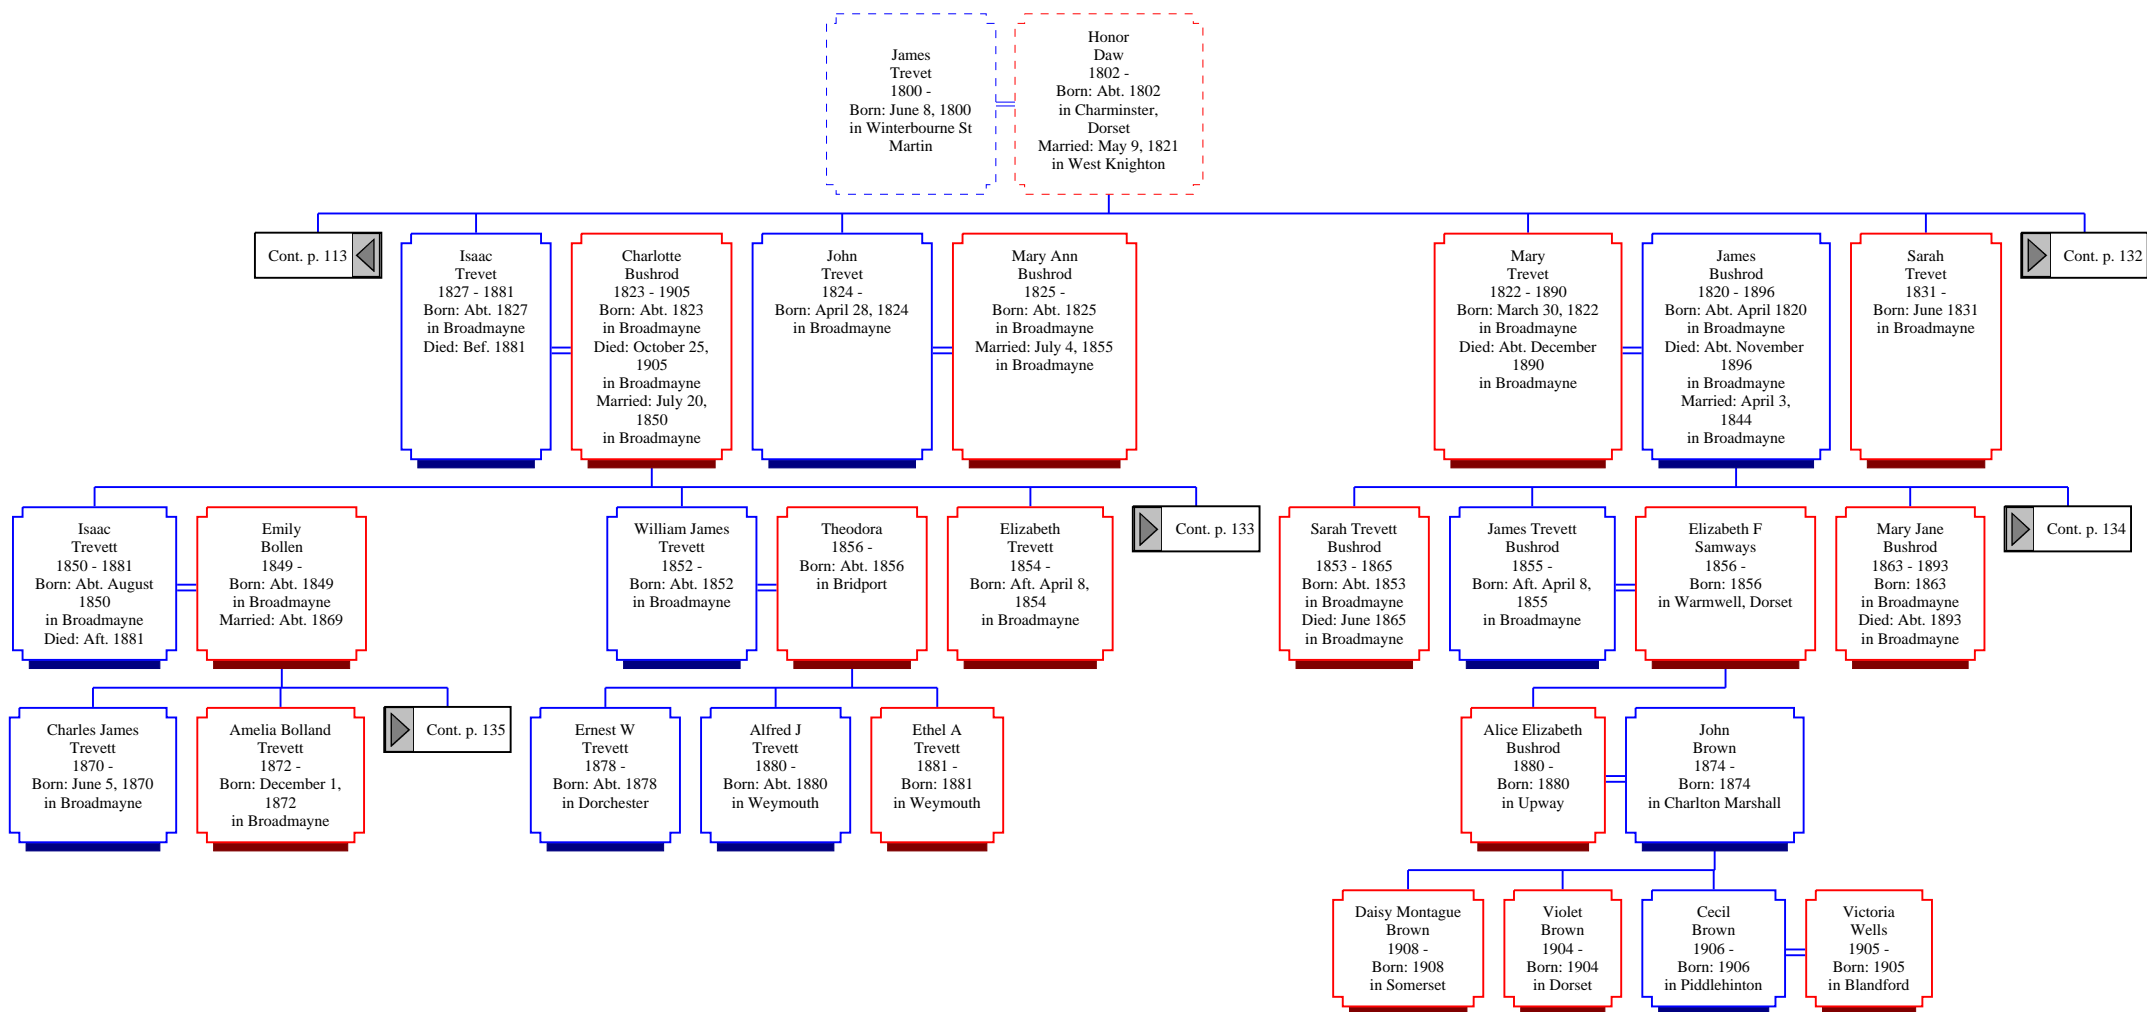 James
Trevet
1800 -
Born: June 8, 1800
in Winterbourne St
Martin
Honor
Daw
1802 -
Born: Abt. 1802
in Charminster,
Dorset
Married: May 9, 1821
in West Knighton
Cont. p. 113
Isaac
Trevet
1827 - 1881
Born: Abt. 1827
in Broadmayne
Died: Bef. 1881
Charlotte
Bushrod
1823 - 1905
Born: Abt. 1823
in Broadmayne
Died: October 25,
1905
in Broadmayne
Married: July 20,
1850
in Broadmayne
John
Trevet
1824 -
Born: April 28, 1824
in Broadmayne
Mary Ann
Bushrod
1825 -
Born: Abt. 1825
in Broadmayne
Married: July 4, 1855
in Broadmayne
Mary
Trevet
1822 - 1890
Born: March 30, 1822
in Broadmayne
Died: Abt. December
1890
in Broadmayne
James
Bushrod
1820 - 1896
Born: Abt. April 1820
in Broadmayne
Died: Abt. November
1896
in Broadmayne
Married: April 3,
1844
in Broadmayne
Sarah
Trevet
1831 -
Born: June 1831
in Broadmayne
Cont. p. 132
Isaac
Trevett
1850 - 1881
Born: Abt. August
1850
in Broadmayne
Died: Aft. 1881
Emily
Bollen
1849 -
Born: Abt. 1849
in Broadmayne
Married: Abt. 1869
William James
Trevett
1852 -
Born: Abt. 1852
in Broadmayne
Theodora
1856 -
Born: Abt. 1856
in Bridport
Elizabeth
Trevett
1854 -
Born: Aft. April 8,
1854
in Broadmayne
Cont. p. 133
Sarah Trevett
Bushrod
1853 - 1865
Born: Abt. 1853
in Broadmayne
Died: June 1865
in Broadmayne
James Trevett
Bushrod
1855 -
Born: Aft. April 8,
1855
in Broadmayne
Elizabeth F
Samways
1856 -
Born: 1856
in Warmwell, Dorset
Mary Jane
Bushrod
1863 - 1893
Born: 1863
in Broadmayne
Died: Abt. 1893
in Broadmayne
Cont. p. 134
Charles James
Trevett
1870 -
Born: June 5, 1870
in Broadmayne
Amelia Bolland
Trevett
1872 -
Born: December 1,
1872
in Broadmayne
Cont. p. 135
Ernest W
Trevett
1878 -
Born: Abt. 1878
in Dorchester
Alfred J
Trevett
1880 -
Born: Abt. 1880
in Weymouth
Ethel A
Trevett
1881 -
Born: 1881
in Weymouth
Alice Elizabeth
Bushrod
1880 -
Born: 1880
in Upway
John
Brown
1874 -
Born: 1874
in Charlton Marshall
Daisy Montague
Brown
1908 -
Born: 1908
in Somerset
Violet
Brown
1904 -
Born: 1904
in Dorset
Cecil
Brown
1906 -
Born: 1906
in Piddlehinton
Victoria
Wells
1905 -
Born: 1905
in Blandford